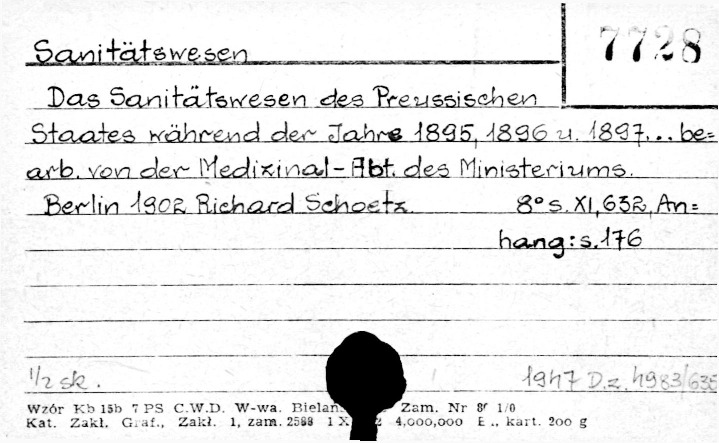 Sanitätswesen
7728
Das Sanitätswesen des Preussischen
Staates während der Jahre 1895, 1896 u. 1897... be=
arb. von der Medizinal-Abt. des Ministeriums.
Berlin 1902 Richard Schoetz. 8° s. XI, 632, An=
hang: s. 176
1/2 sk.
1947 D.z. 4983/635
Wzór Kb 15b 7 PS C.W.D. W-wa. Zam. Nr 1/0
Kat. Zakł. Graf., Zakł. 1, zam. 2588 4,000,000 kart. 200 g